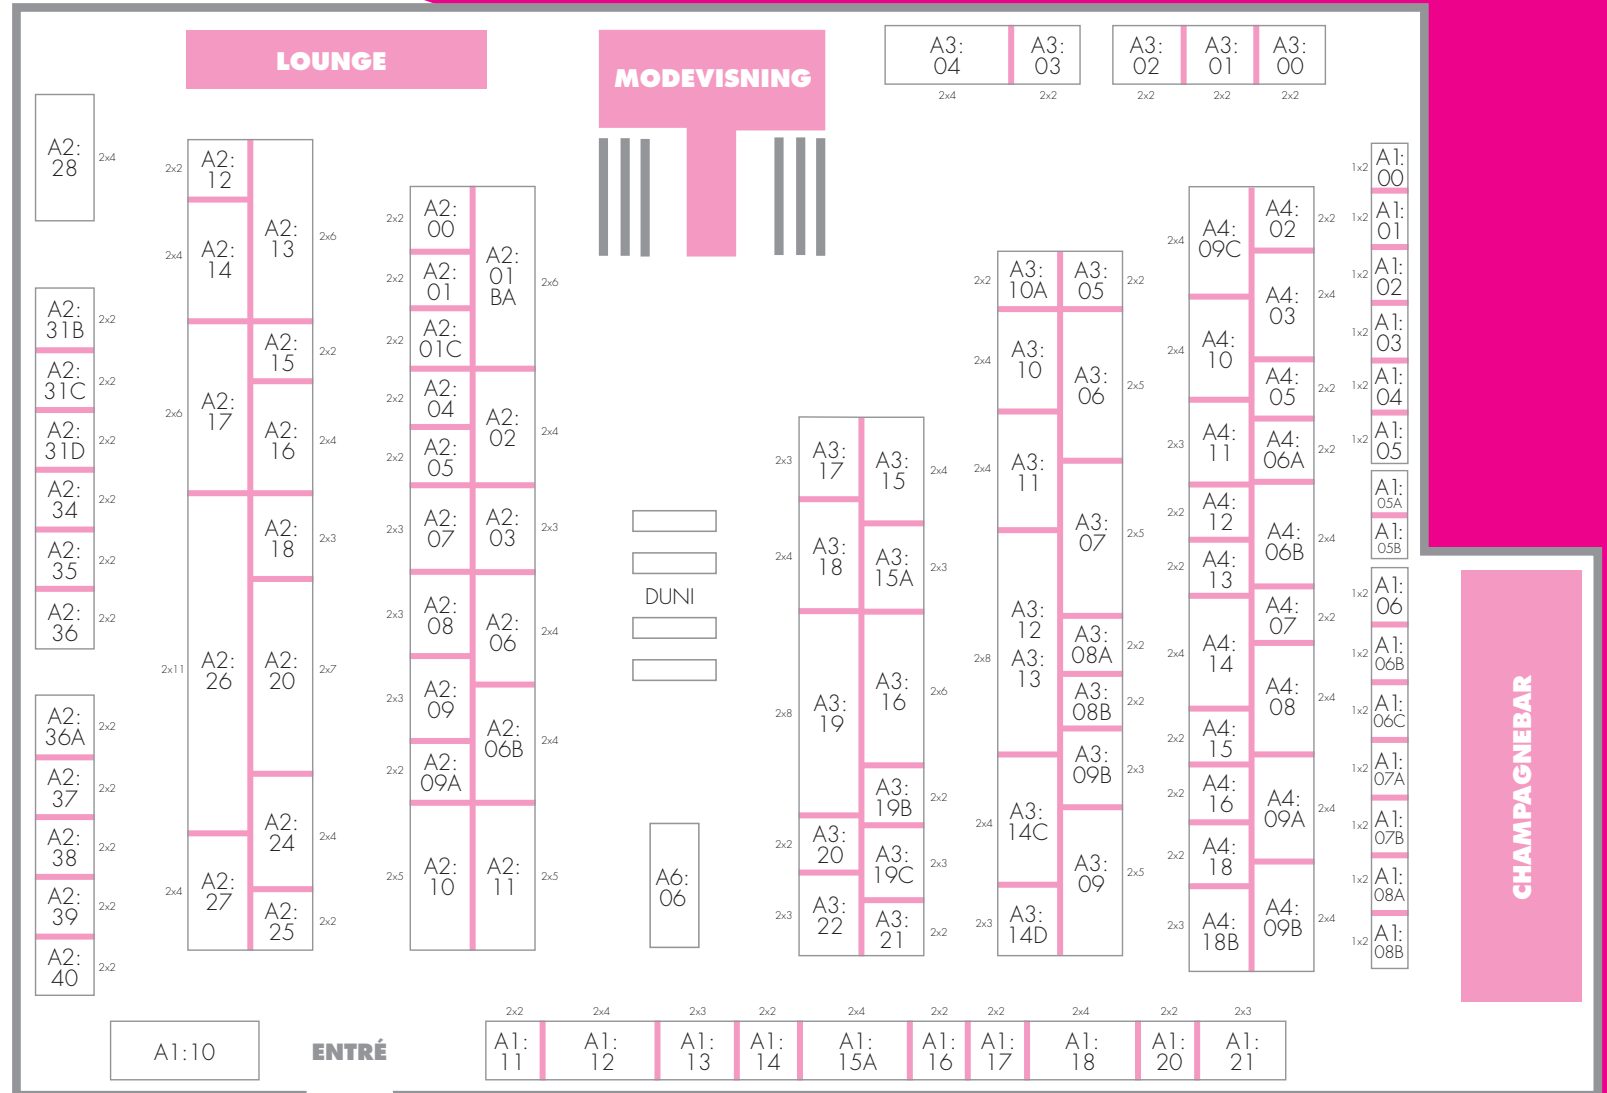 LOUNGE
MODEVISNING
A3:
04
2x4
A3:
03
2x2
A3:
02
2x2
A3:
01
2x2
A3:
00
2x2
A2:
28
2x4
A2:
31B
2x2
A2:
31C
2x2
A2:
31D
2x2
A2:
34
2x2
A2:
35
2x2
A2:
36
2x2
A2:
36A
2x2
A2:
37
2x2
A2:
38
2x2
A2:
39
2x2
A2:
40
2x2
2x2
A2:
12
2x4
A2:
14
2x6
A2:
17
2x11
A2:
26
2x4
A2:
27
A2:
13
2x6
A2:
15
2x2
A2:
16
2x4
A2:
18
2x3
A2:
20
2x7
A2:
24
2x4
A2:
25
2x2
2x2
A2:
00
2x2
A2:
01
2x2
A2:
01C
2x2
A2:
04
2x2
A2:
05
2x3
A2:
07
2x3
A2:
08
2x3
A2:
09
2x2
A2:
09A
2x5
A2:
10
A2:
01
BA
2x6
A2:
02
2x4
A2:
03
2x3
A2:
06
2x4
A2:
06B
2x4
A2:
11
2x5
DUNI
A6:
06
2x3
A3:
17
2x4
A3:
18
2x8
A3:
19
2x2
A3:
20
2x3
A3:
22
A3:
15
2x4
A3:
15A
2x3
A3:
16
2x6
A3:
19B
2x2
A3:
19C
2x3
A3:
21
2x2
2x2
A3:
10A
2x4
A3:
10
2x4
A3:
11
2x8
A3:
12
A3:
13
2x4
A3:
14C
2x3
A3:
14D
A3:
05
2x2
A3:
06
2x5
A3:
07
2x5
A3:
08A
2x2
A3:
08B
2x2
A3:
09B
2x3
A3:
09
2x5
2x4
A4:
09C
2x4
A4:
10
2x3
A4:
11
2x2
A4:
12
2x2
A4:
13
2x4
A4:
14
2x2
A4:
15
2x2
A4:
16
2x2
A4:
18
2x3
A4:
18B
A4:
02
2x2
A4:
03
2x4
A4:
05
2x2
A4:
06A
2x2
A4:
06B
2x4
A4:
07
2x2
A4:
08
2x4
A4:
09A
2x4
A4:
09B
2x4
1x2
A1:
00
1x2
A1:
01
1x2
A1:
02
1x2
A1:
03
1x2
A1:
04
1x2
A1:
05
A1:
05A
A1:
05B
1x2
A1:
06
1x2
A1:
06B
1x2
A1:
06C
1x2
A1:
07A
1x2
A1:
07B
1x2
A1:
08A
1x2
A1:
08B
CHAMPAGNEBAR
A1:10
ENTRÉ
2x2
A1:
11
2x4
A1:
12
2x3
A1:
13
2x2
A1:
14
2x4
A1:
15A
2x2
A1:
16
2x2
A1:
17
2x4
A1:
18
2x2
A1:
20
2x3
A1:
21